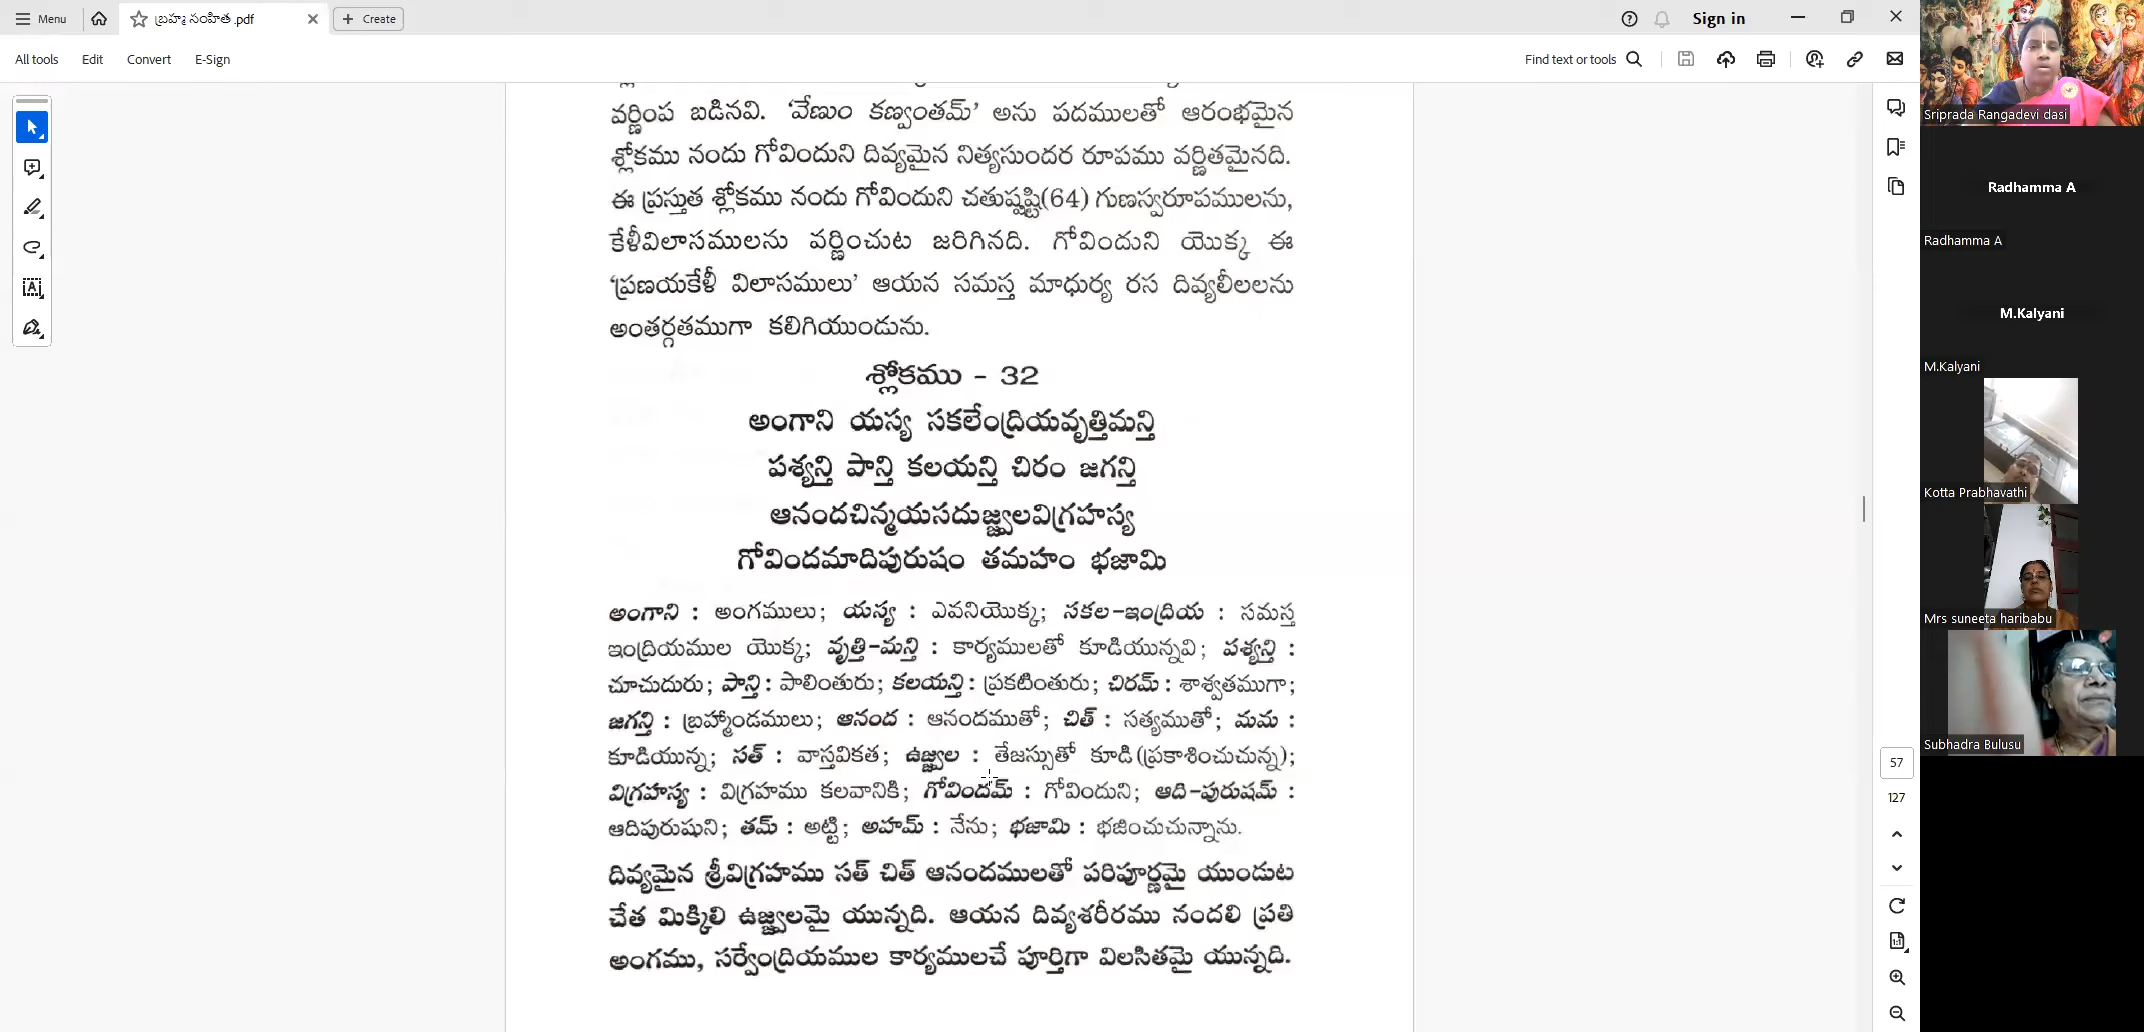 Menu
బ్రహ్మ సంహిత .pdf
Create
Sign in
All tools
Edit
Convert
E-Sign
Find text or tools
వర్ణింప బడినవి. ‘వేణుం కణ్వంతమ్’ అను పదములతో ఆరంభమైన
శ్లోకము నందు గోవిందుని దివ్యమైన నిత్యసుందర రూపము వర్ణితమైనది.
ఈ ప్రస్తుత శ్లోకము నందు గోవిందుని చతుష్షష్టి(64) గుణస్వరూపములను,
కేళీవిలాసములను వర్ణించుట జరిగినది. గోవిందుని యొక్క ఈ
‘ప్రణయకేళీ విలాసములు’ ఆయన సమస్త మాధుర్య రస దివ్యలీలలను
అంతర్గతముగా కలిగియుండును.
శ్లోకము - 32
అంగాని యస్య సకలేంద్రియవృత్తిమన్తి
పశ్యన్తి పాన్తి కలయన్తి చిరం జగన్తి
ఆనందచిన్మయసదుజ్జ్వలవిగ్రహస్య
గోవిందమాదిపురుషం తమహం భజామి
అంగాని : అంగములు; యస్య : ఎవనియొక్క; సకల-ఇంద్రియ : సమస్త
ఇంద్రియముల యొక్క; వృత్తి-మన్తి : కార్యములతో కూడియున్నవి; పశ్యన్తి :
చూచుదురు; పాన్తి : పాలింతురు; కలయన్తి : ప్రకటింతురు; చిరమ్ : శాశ్వతముగా;
జగన్తి : బ్రహ్మాండములు; ఆనంద : ఆనందముతో; చిత్ : సత్యముతో; మమ :
కూడియున్న; సత్ : వాస్తవికత; ఉజ్జ్వల : తేజస్సుతో కూడి(ప్రకాశించుచున్న);
విగ్రహస్య : విగ్రహము కలవానికి; గోవిందమ్ : గోవిందుని; ఆది-పురుషమ్ :
ఆదిపురుషుని; తమ్ : అట్టి; అహమ్ : నేను; భజామి : భజించుచున్నాను.
దివ్యమైన శ్రీవిగ్రహము సత్ చిత్ ఆనందములతో పరిపూర్ణమై యుండుట
చేత మిక్కిలి ఉజ్జ్వలమై యున్నది. ఆయన దివ్యశరీరము నందలి ప్రతి
అంగము, సర్వేంద్రియముల కార్యములచే పూర్తిగా విలసితమై యున్నది.
57
127
Sriprada Rangadevi dasi
Radhamma A
Radhamma A
M.Kalyani
M.Kalyani
Kotta Prabhavathi
Mrs suneeta haribabu
Subhadra Bulusu